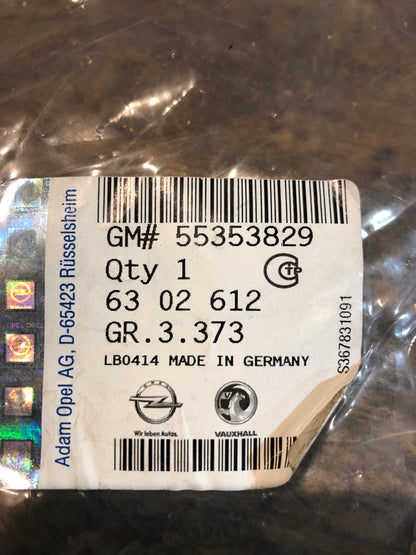 GM# 55353829
Qty 1
63 02 612
GR.3.373
LB0414 MADE IN GERMANY
Wir leben Autos.
VAUXHALL
Adam Opel AG, D-65423 Rüsselsheim
S367831091